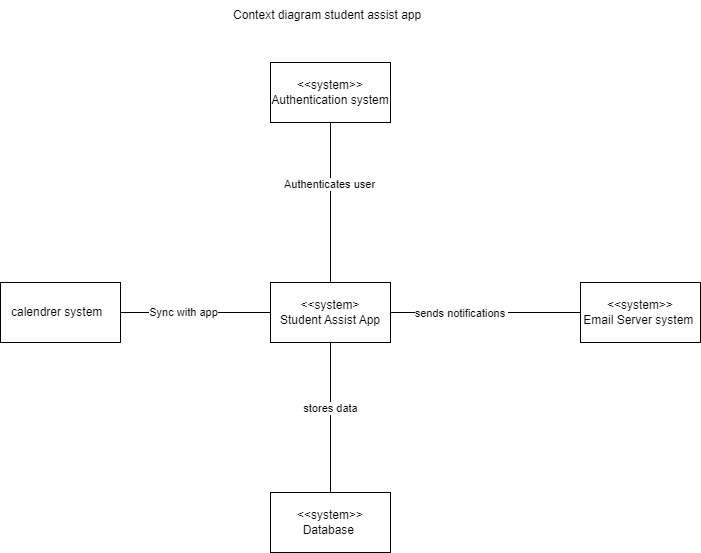 Context diagram student assist app
<<system>>
Authentication system
Authenticates user
calendrer system
Sync with app
<<system>
Student Assist App
sends notifications
<<system>>
Email Server system
stores data
<<system>>
Database